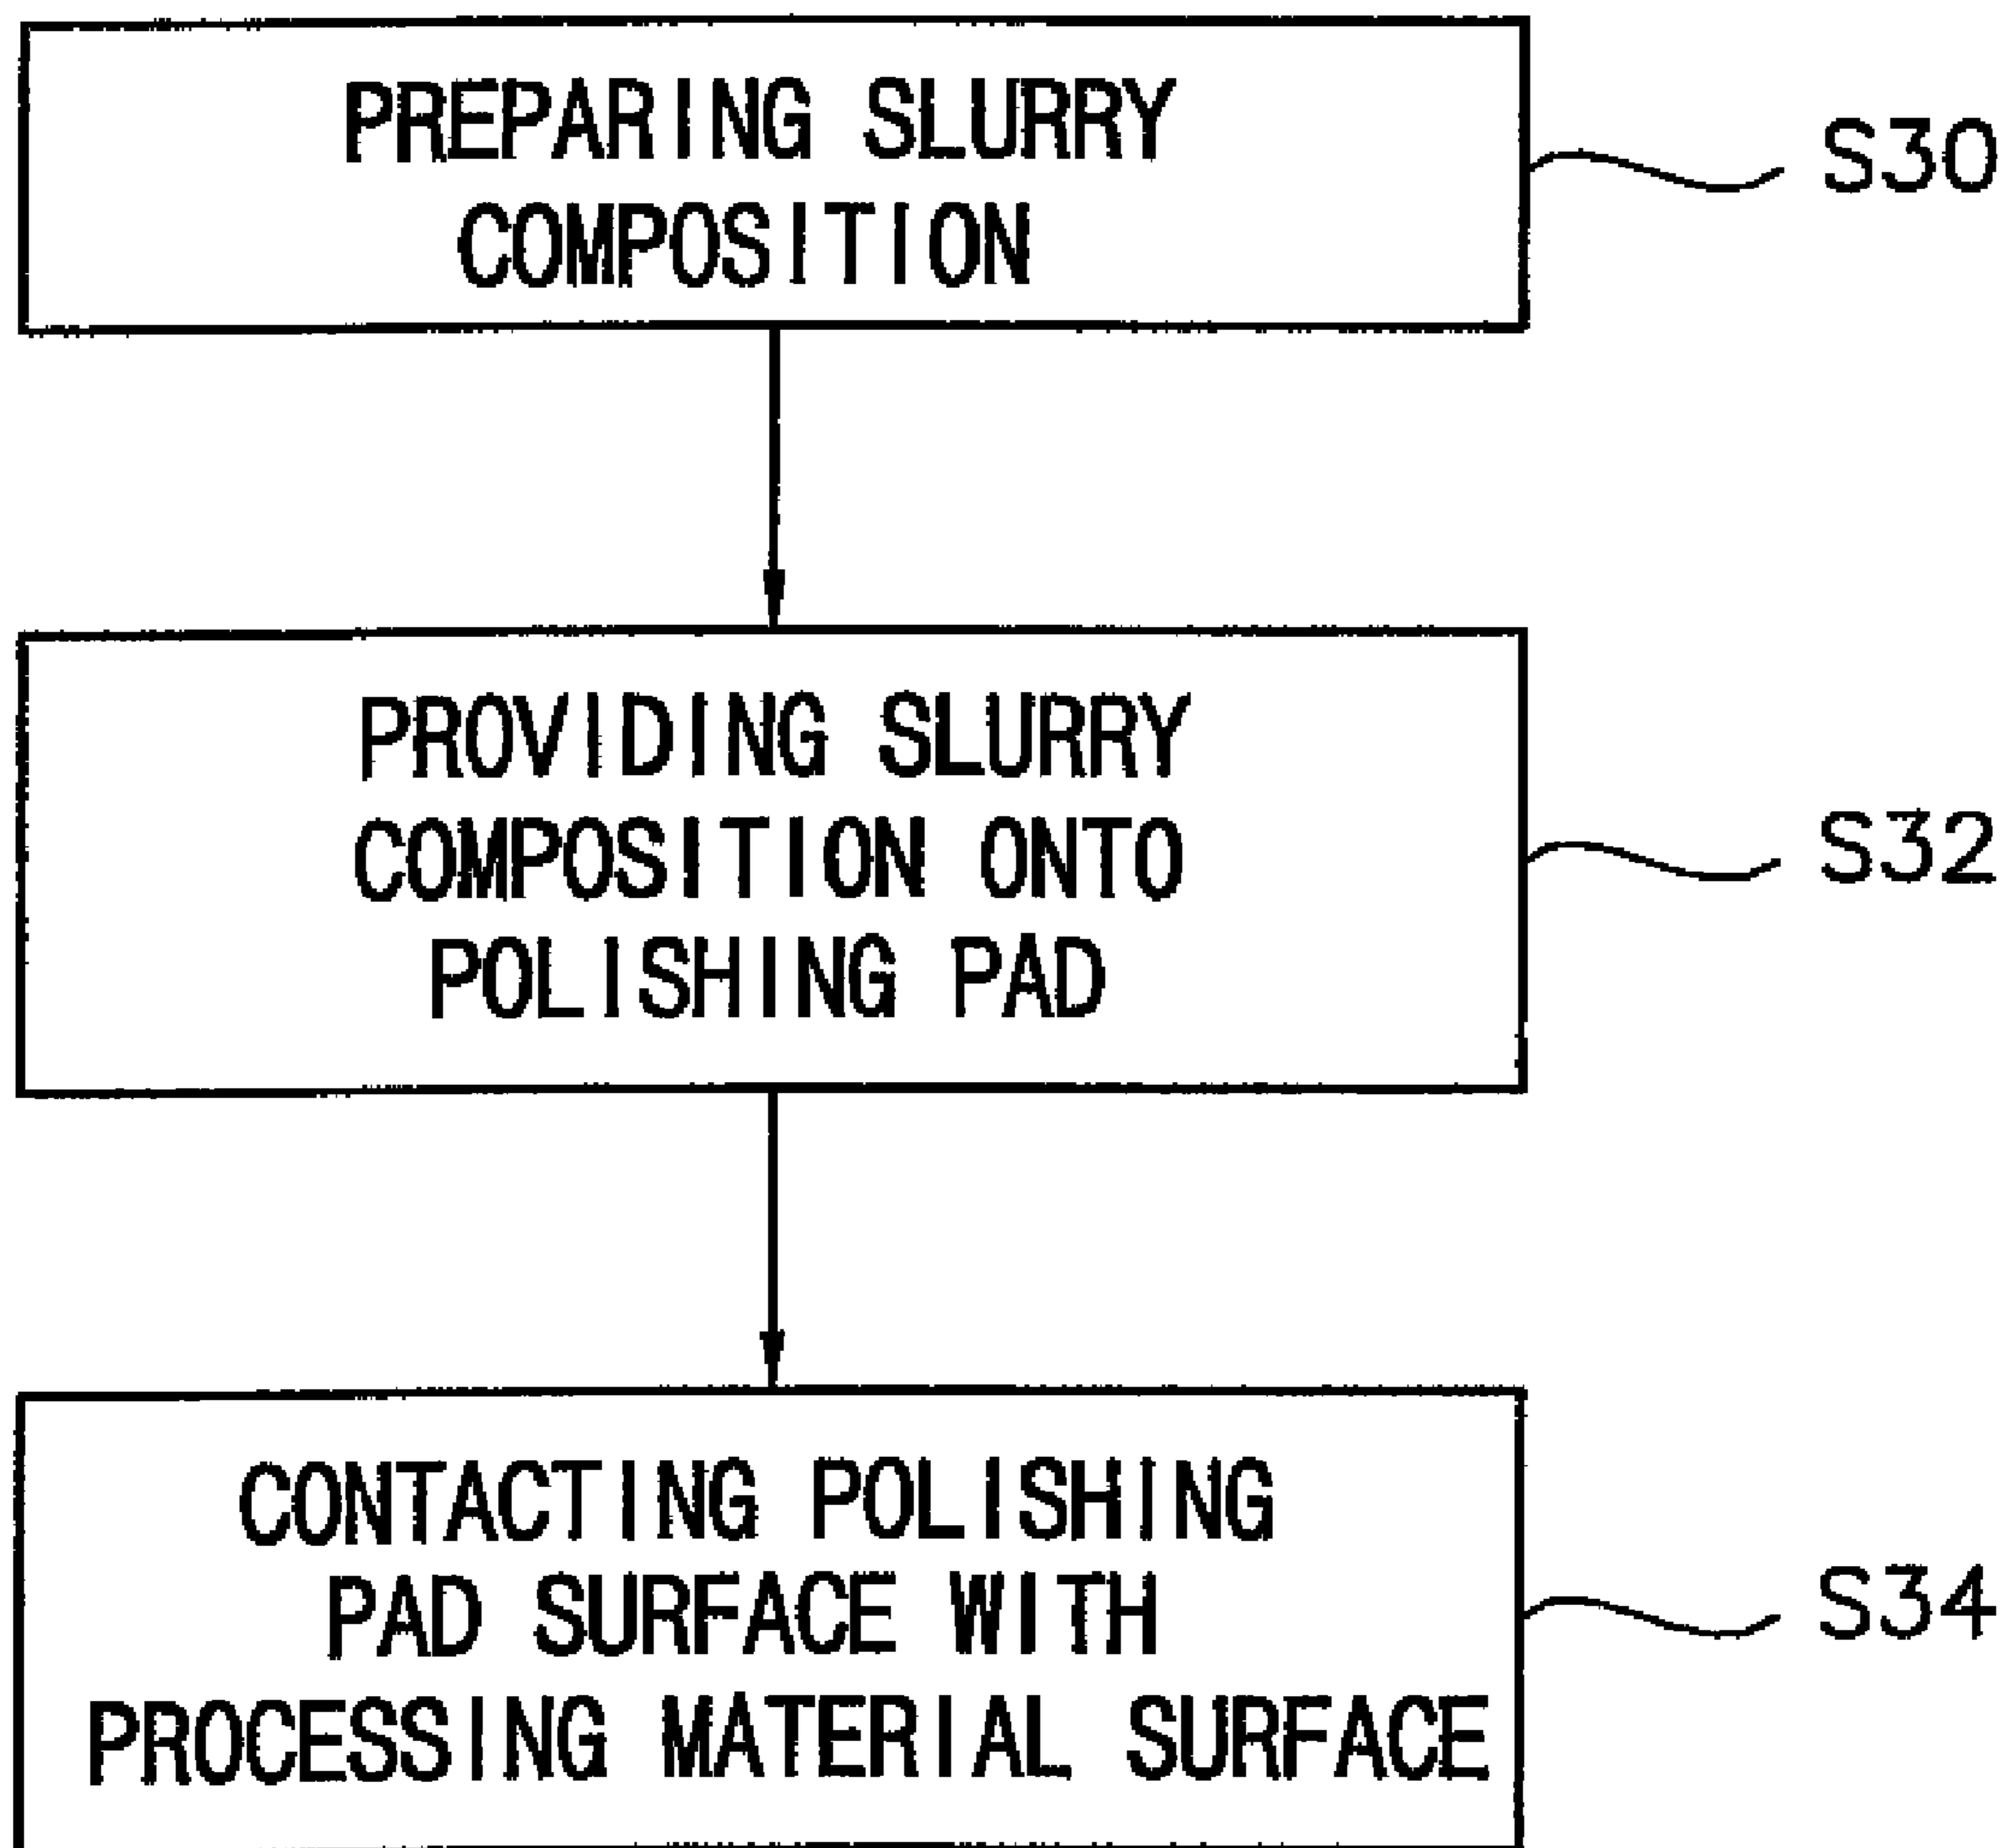 PREPARING SLURRY
COMPOSITION
S30
PROVIDING SLURRY
COMPOSITION ONTO
POLISHING PAD
S32
CONTACTING POLISHING
PAD SURFACE WITH
PROCESSING MATERIAL SURFACE
S34